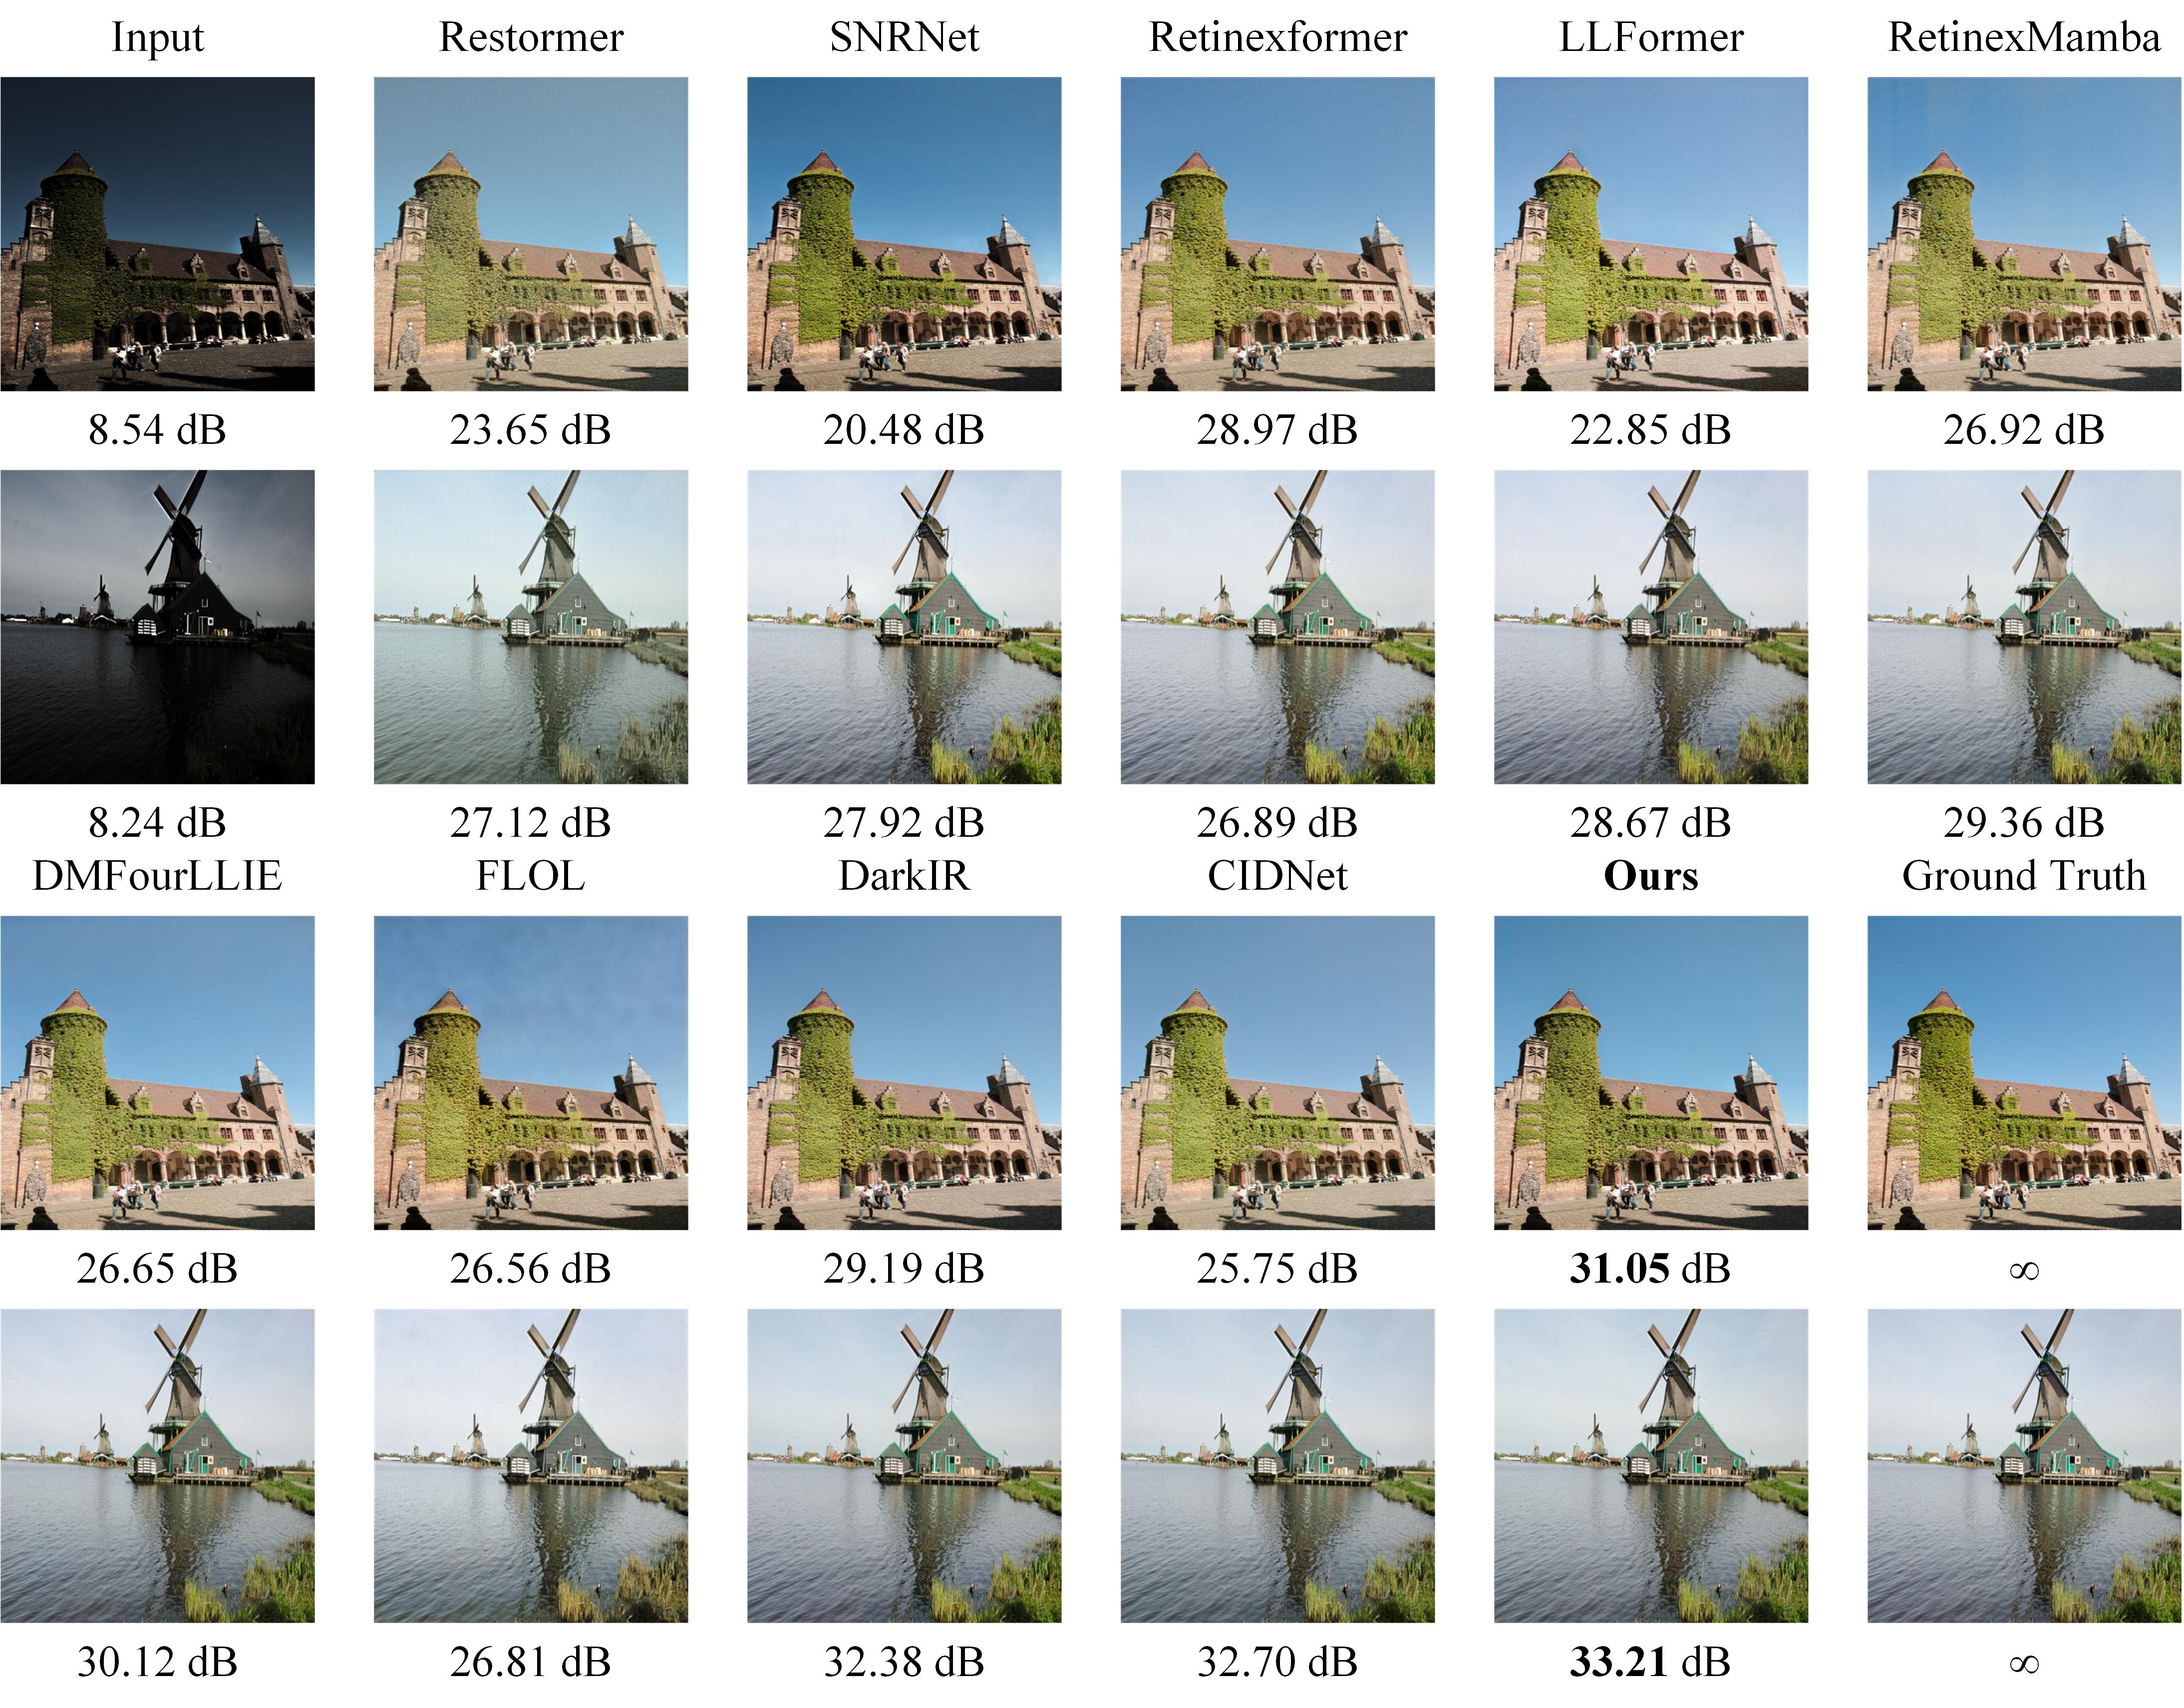 Input Restormer SNRNet Retinexformer LLFormer RetinexMamba
8.54 dB 23.65 dB 20.48 dB 28.97 dB 22.85 dB 26.92 dB
8.24 dB 27.12 dB 27.92 dB 26.89 dB 28.67 dB 29.36 dB
DMFourLLIE FLOL DarkIR CIDNet Ours Ground Truth
26.65 dB 26.56 dB 29.19 dB 25.75 dB 31.05 dB ∞
30.12 dB 26.81 dB 32.38 dB 32.70 dB 33.21 dB ∞